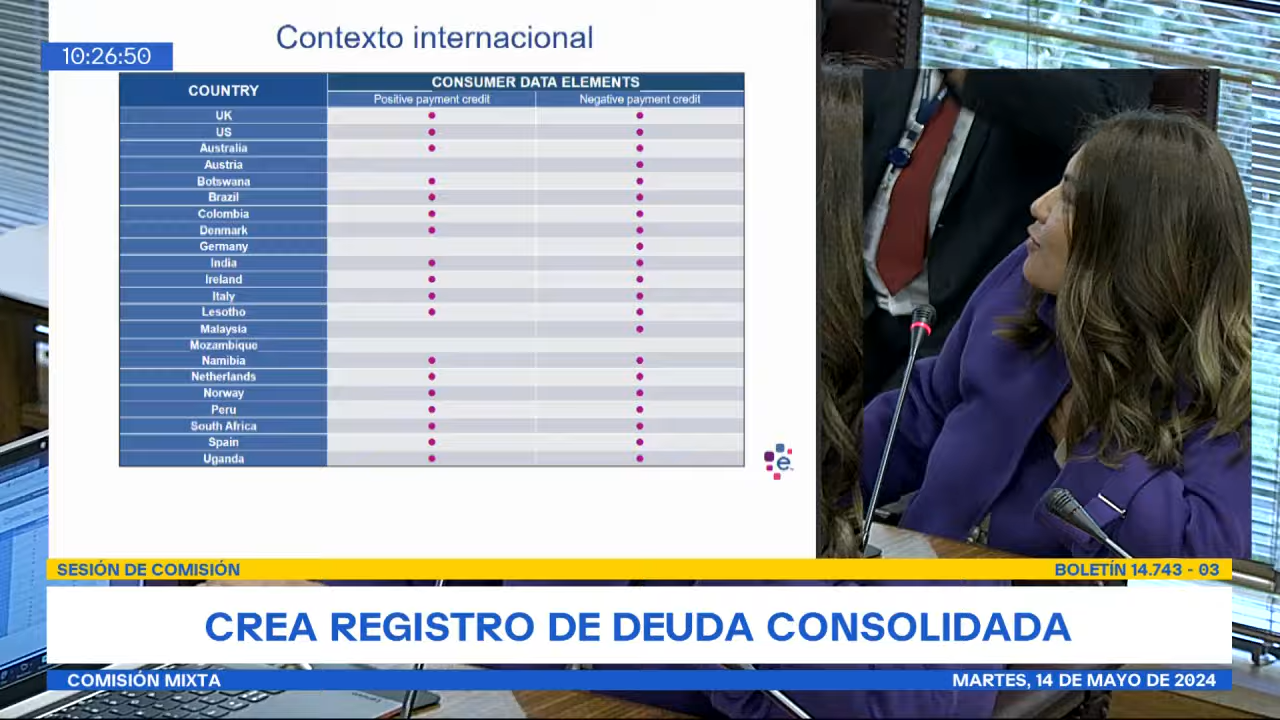 Contexto internacional
10:26:50
COUNTRY
CONSUMER DATA ELEMENTS
Positive payment credit
Negative payment credit
UK
US
Australia
Austria
Botswana
Brazil
Colombia
Denmark
Germany
India
Ireland
Italy
Lesotho
Malaysia
Mozambique
Namibia
Netherlands
Norway
Peru
South Africa
Spain
Uganda
e
SESIÓN DE COMISIÓN
BOLETÍN 14.743 - 03
CREA REGISTRO DE DEUDA CONSOLIDADA
COMISIÓN MIXTA
MARTES, 14 DE MAYO DE 2024